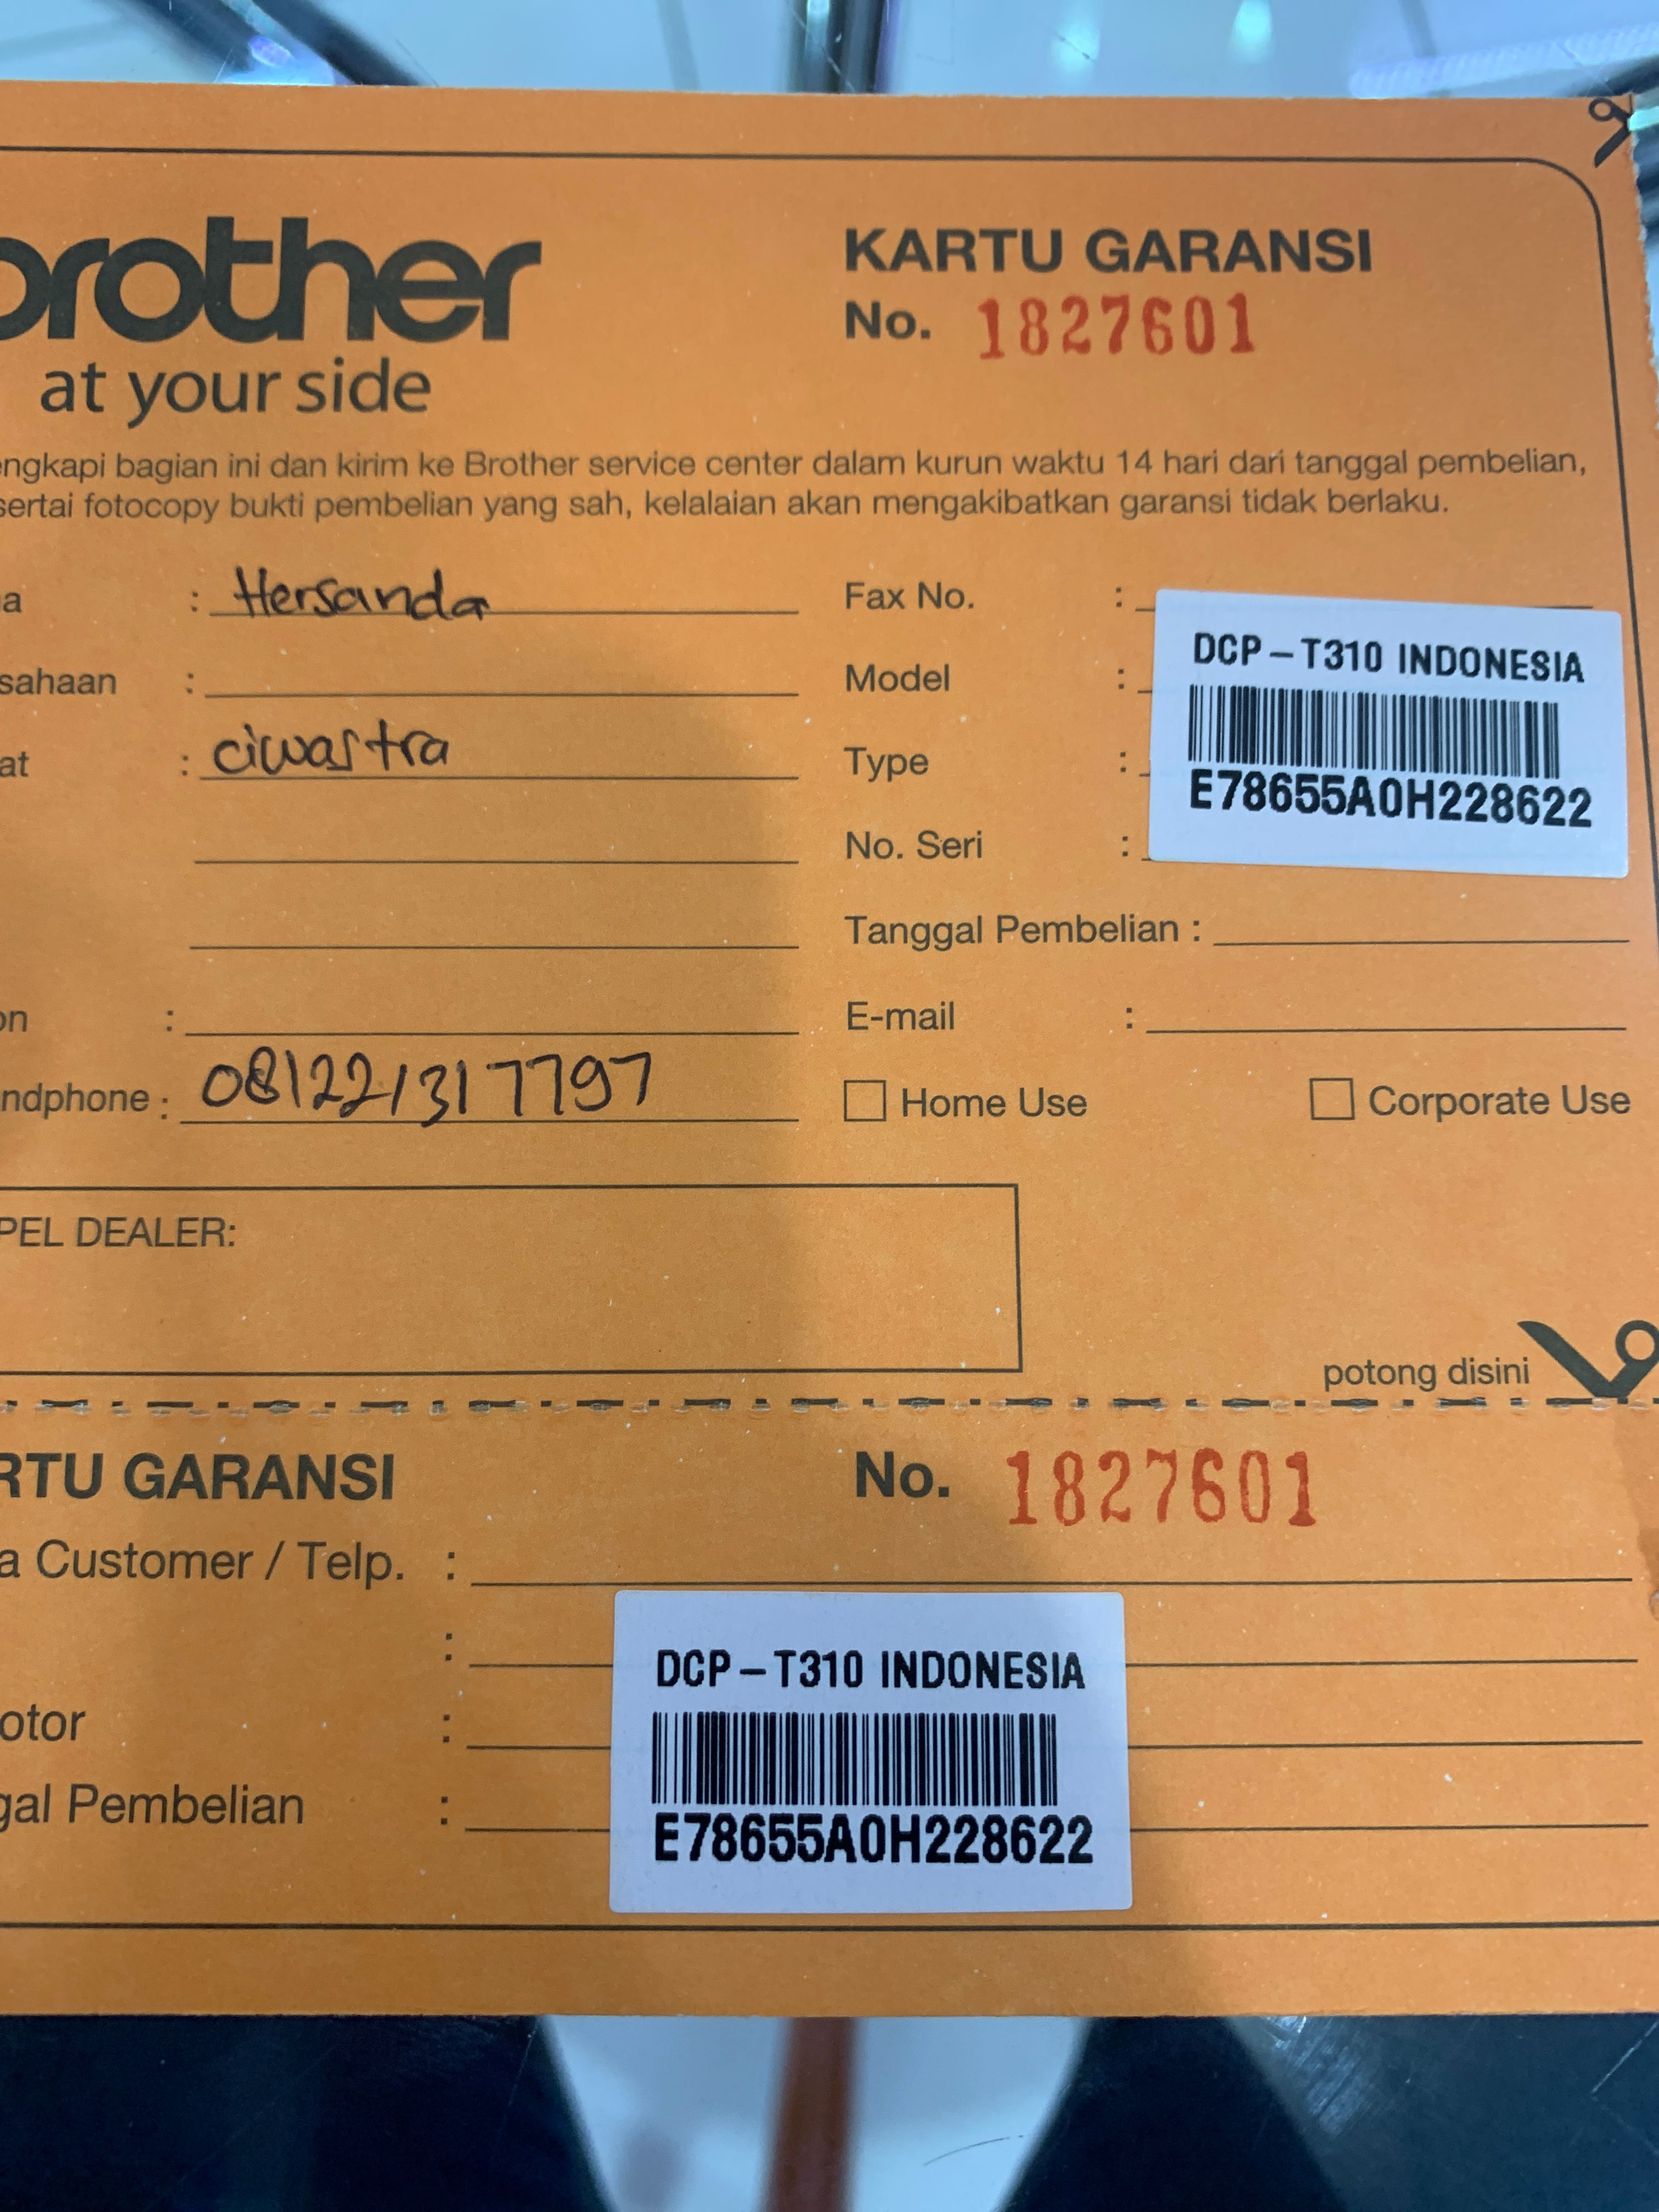 brother
KARTU GARANSI
No. 1827601
at your side
engkapi bagian ini dan kirim ke Brother service center dalam kurun waktu 14 hari dari tanggal pembelian,
sertai fotocopy bukti pembelian yang sah, kelalaian akan mengakibatkan garansi tidak berlaku.
a : Hersanda
Fax No. :
sahaan :
Model : DCP-T310 INDONESIA
at : ciwastra
Type :
E78655A0H228622
No. Seri :
Tanggal Pembelian :
on :
E-mail :
ndphone : 081221317797
Home Use
Corporate Use
PEL DEALER:
potong disini
RTU GARANSI
No. 1827601
a Customer / Telp. :
:
DCP-T310 INDONESIA
otor :
gal Pembelian :
E78655A0H228622